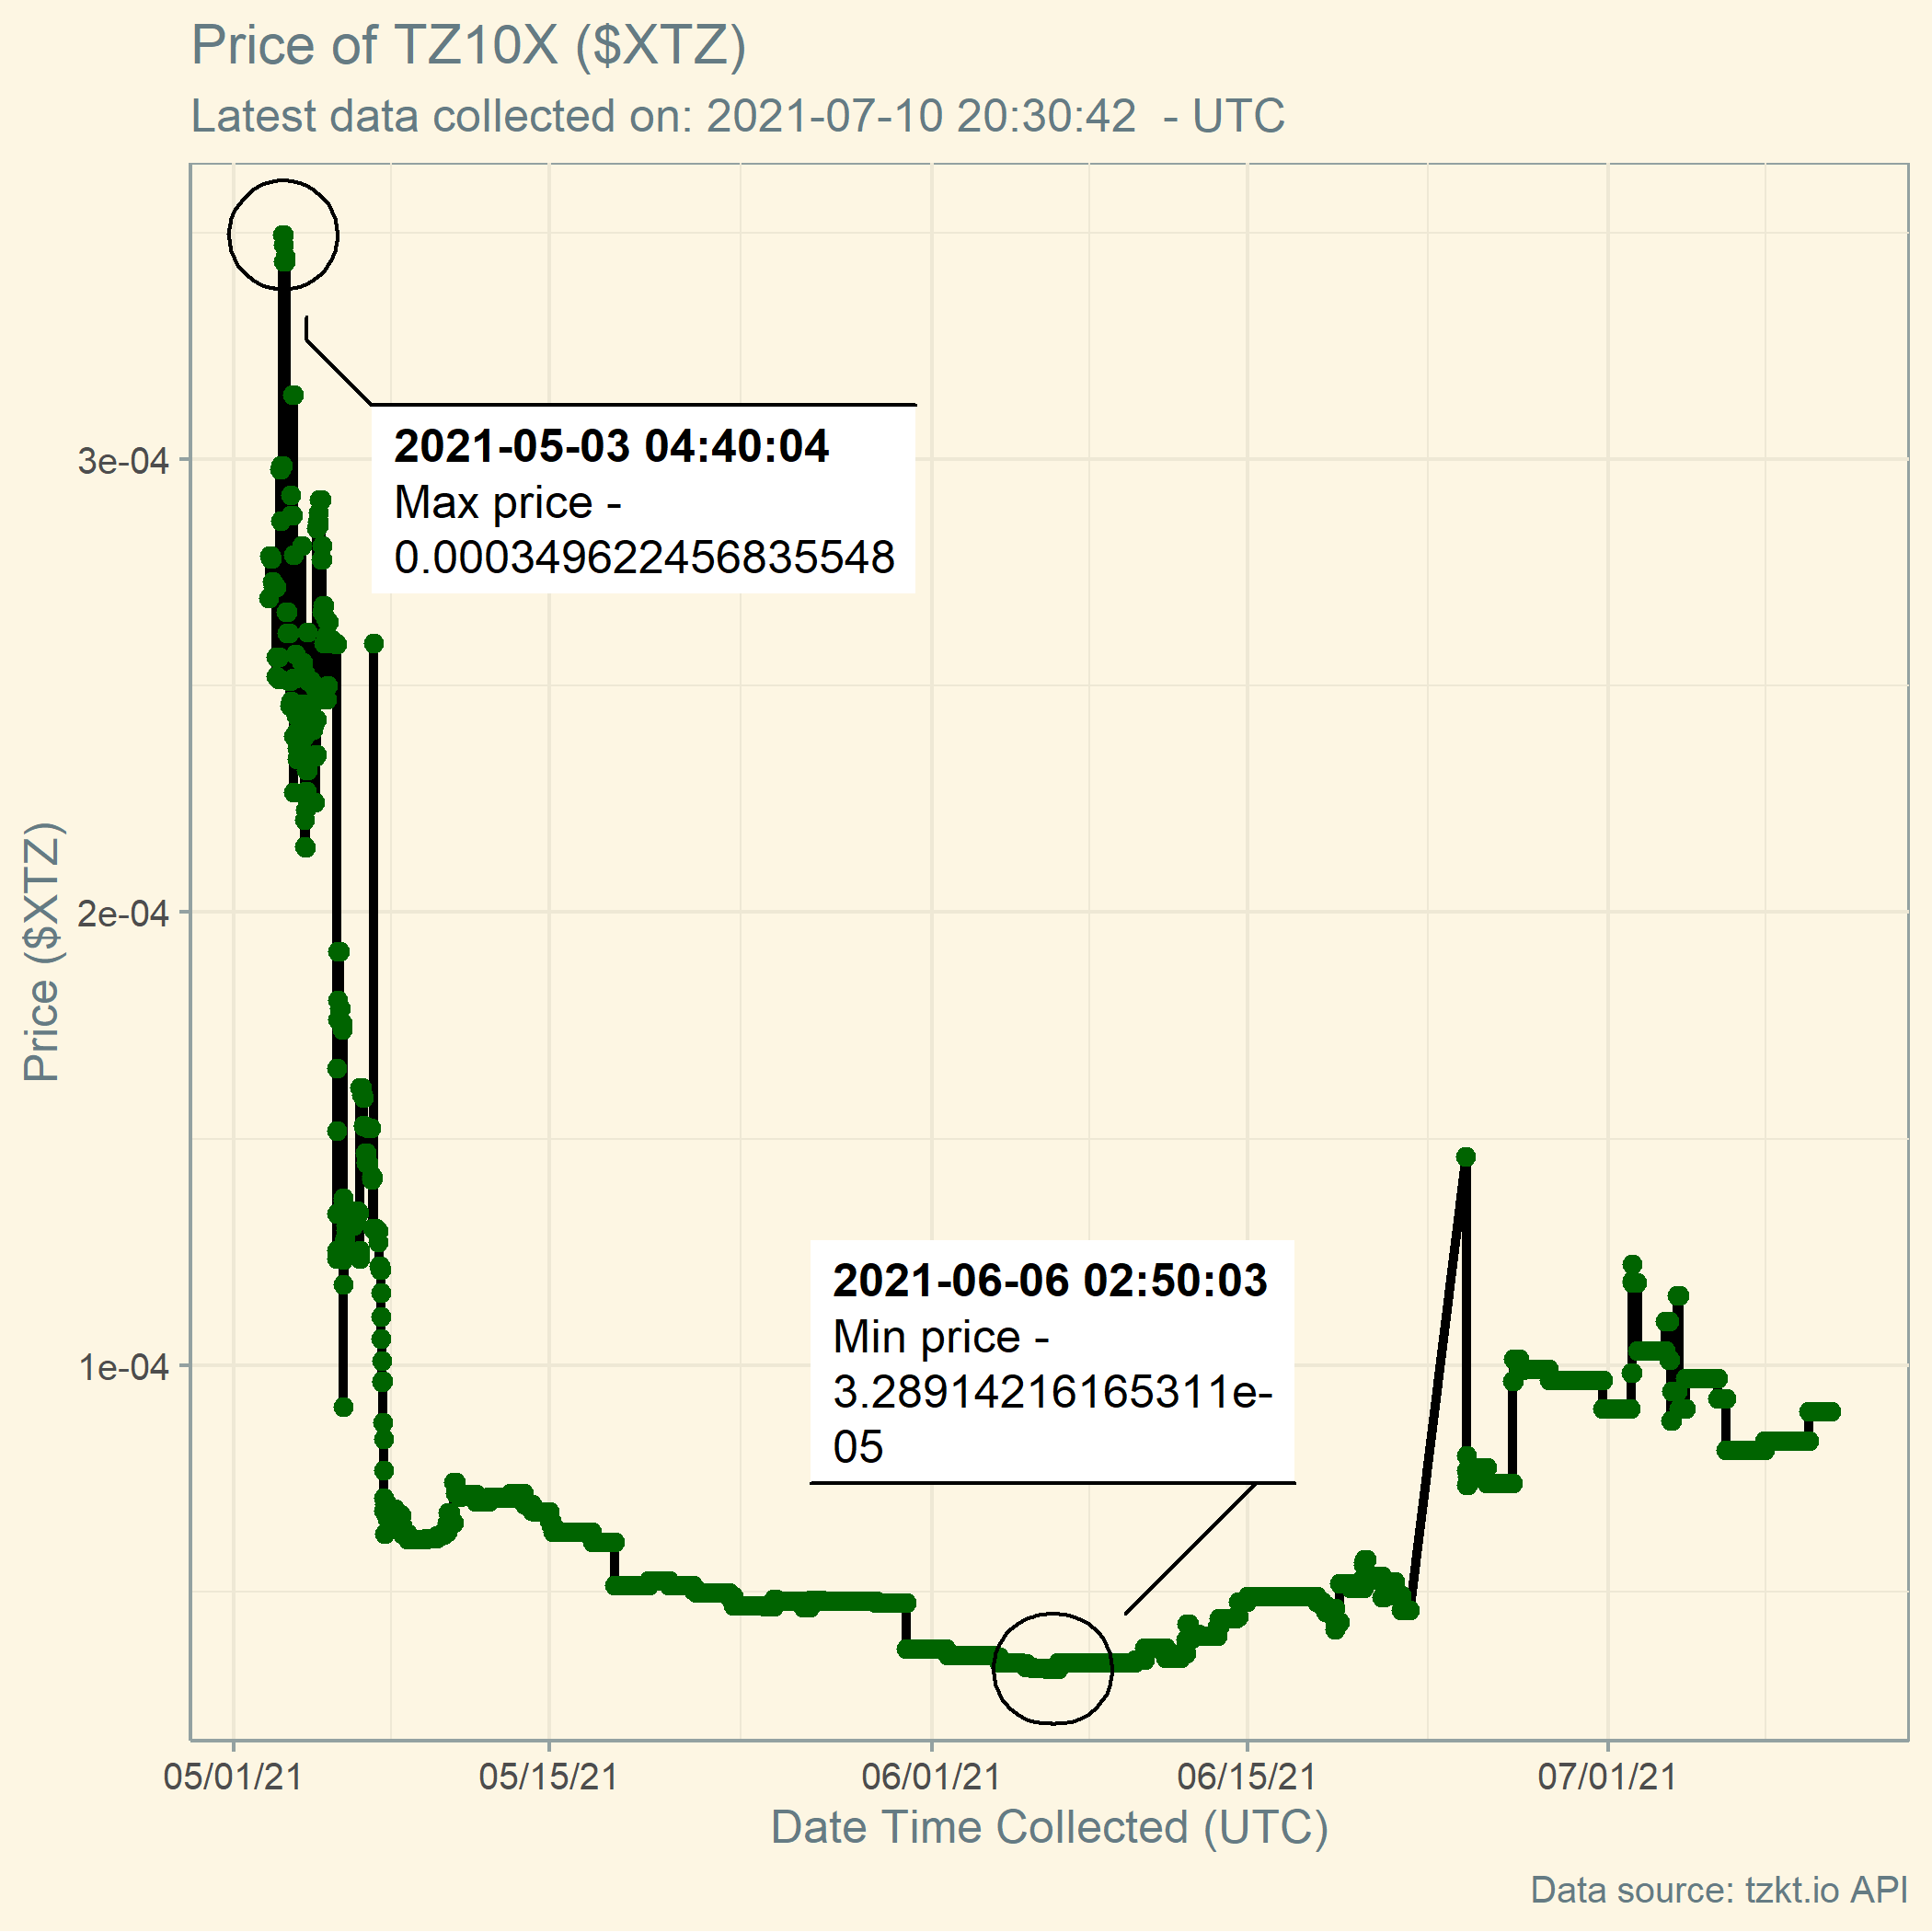 Price of TZ10X ($XTZ)
Latest data collected on: 2021-07-10 20:30:42  - UTC
2021-05-03 04:40:04
Max price -
0.000349622456835548
3e-04
2e-04
1e-04
Price ($XTZ)
2021-06-06 02:50:03
Min price -
3.28914216165311e-
05
05/01/21
05/15/21
06/01/21
06/15/21
07/01/21
Date Time Collected (UTC)
Data source: tzkt.io API